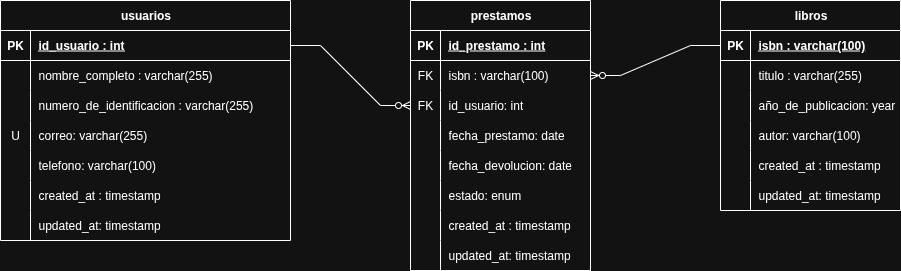 usuarios
PK id_usuario : int
nombre_completo : varchar(255)
numero_de_identificacion : varchar(255)
U correo: varchar(255)
telefono: varchar(100)
created_at : timestamp
updated_at: timestamp
prestamos
PK id_prestamo : int
FK isbn : varchar(100)
FK id_usuario: int
fecha_prestamo: date
fecha_devolucion: date
estado: enum
created_at : timestamp
updated_at: timestamp
libros
PK isbn : varchar(100)
titulo : varchar(255)
año_de_publicacion: year
autor: varchar(100)
created_at : timestamp
updated_at: timestamp